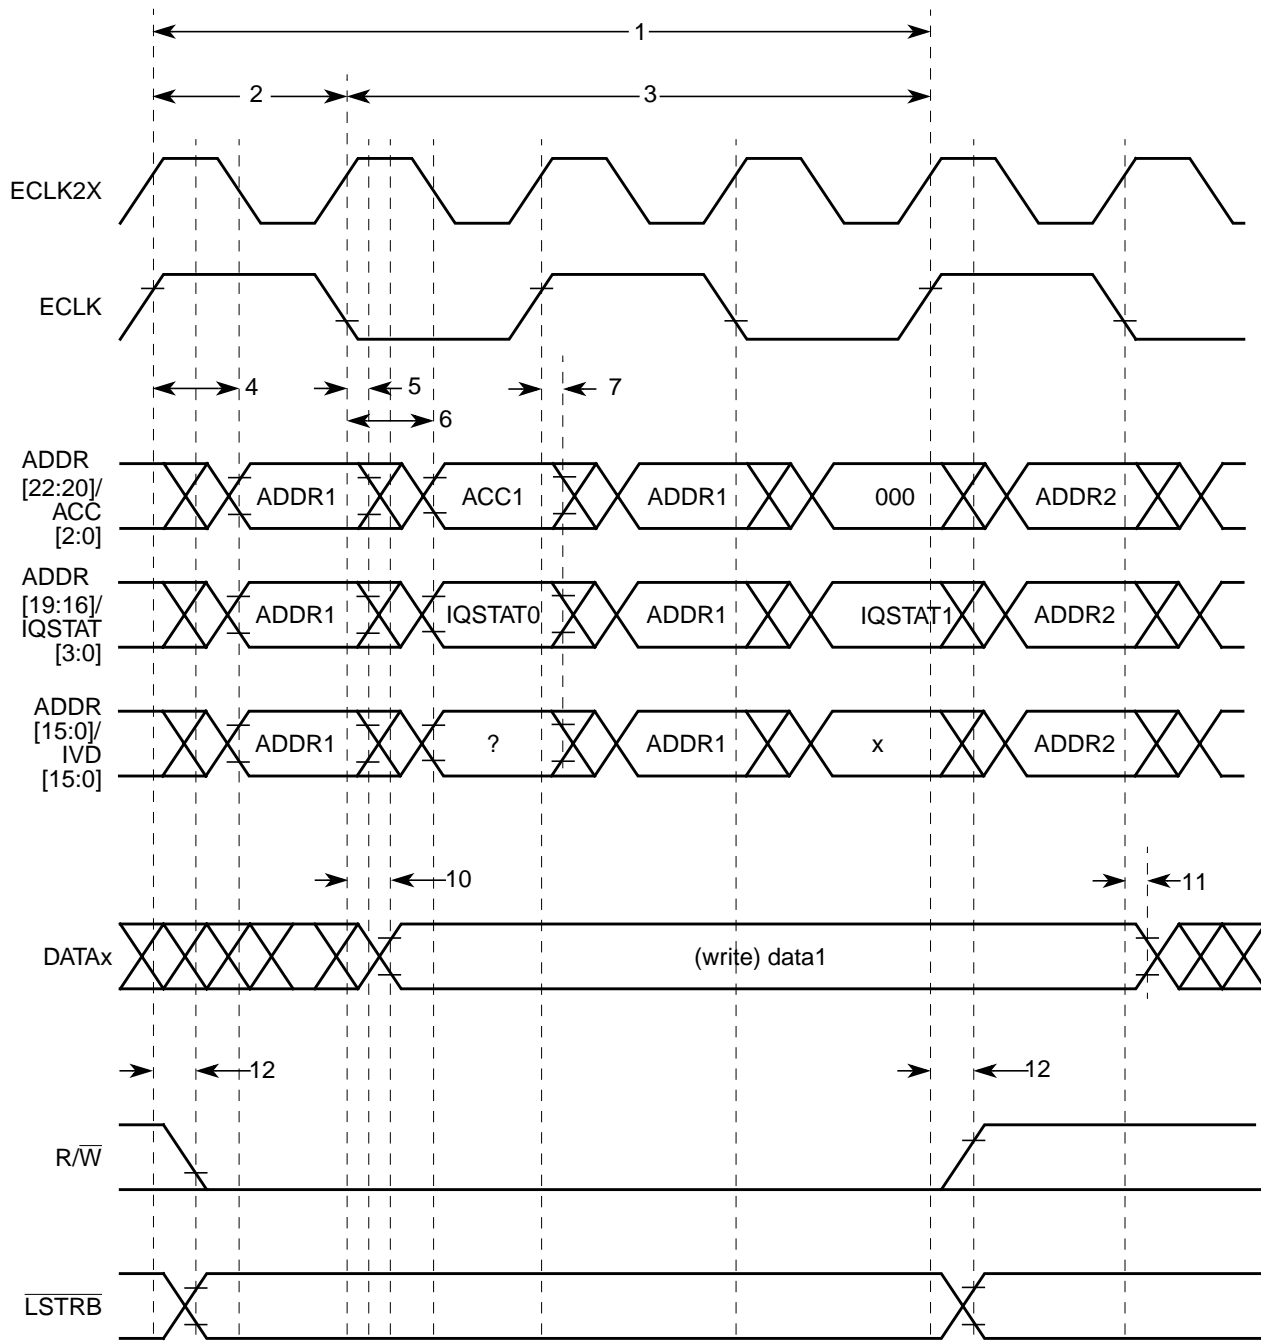 1
2 3
ECLK2X
ECLK
4 5 7
6
ADDR
[22:20]/
ACC
[2:0]
ADDR1 ACC1 ADDR1 000 ADDR2
ADDR
[19:16]/
IQSTAT
[3:0]
ADDR1 IQSTAT0 ADDR1 IQSTAT1 ADDR2
ADDR
[15:0]/
IVD
[15:0]
ADDR1 ? ADDR1 x ADDR2
10 11
DATAx (write) data1
12 12
R/W̅
L̅S̅T̅R̅B̅